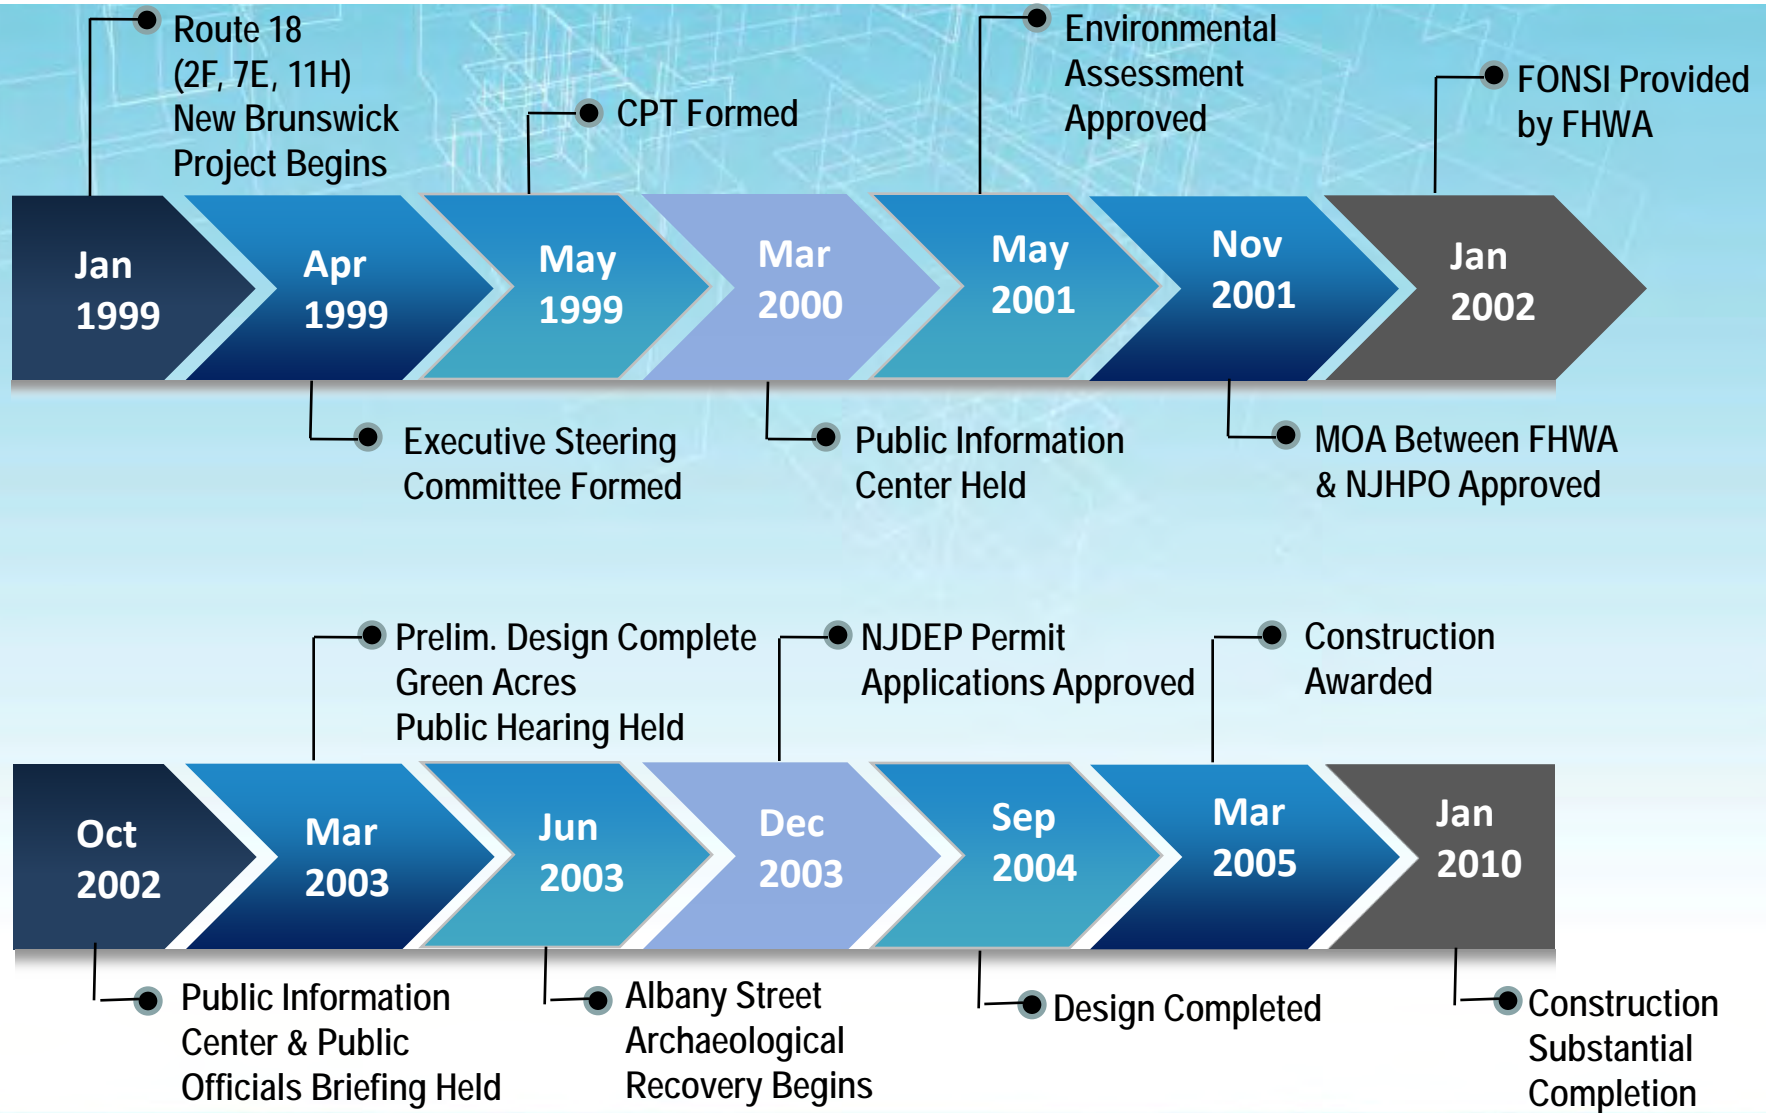 Route 18
(2F, 7E, 11H)
New Brunswick
Project Begins
CPT Formed
Environmental
Assessment
Approved
FONSI Provided
by FHWA
Jan
1999
Apr
1999
May
1999
Mar
2000
May
2001
Nov
2001
Jan
2002
Executive Steering
Committee Formed
Public Information
Center Held
MOA Between FHWA
& NJHPO Approved
Prelim. Design Complete
Green Acres
Public Hearing Held
NJDEP Permit
Applications Approved
Construction
Awarded
Oct
2002
Mar
2003
Jun
2003
Dec
2003
Sep
2004
Mar
2005
Jan
2010
Public Information
Center & Public
Officials Briefing Held
Albany Street
Archaeological
Recovery Begins
Design Completed
Construction
Substantial
Completion